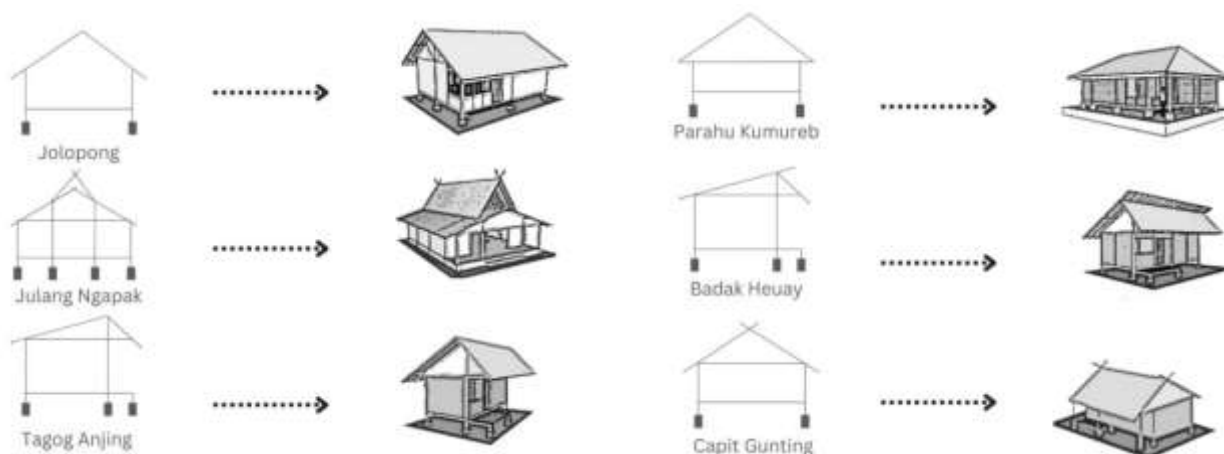 Jolopong
Parahu Kumureb
Julang Ngapak
Badak Heuay
Tagog Anjing
Capit Gunting